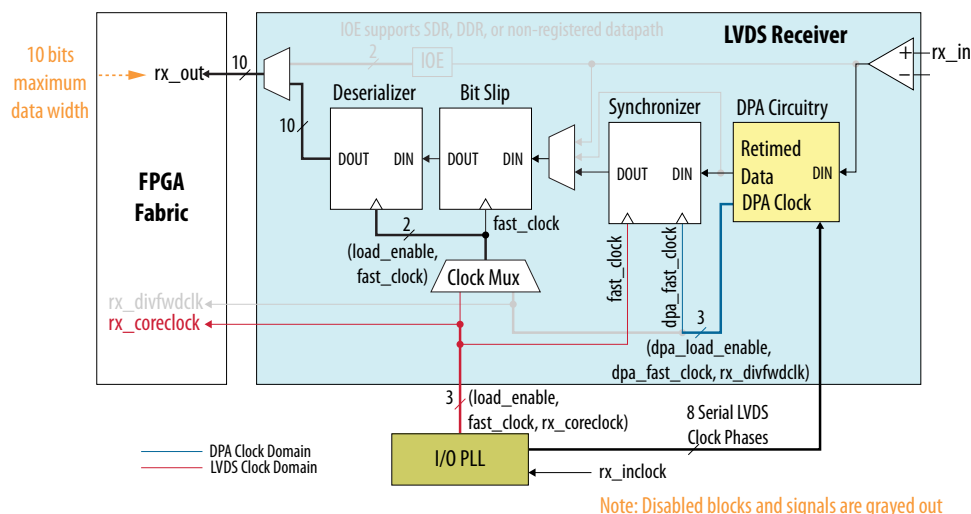 IOE supports SDR, DDR, or non-registered datapath
LVDS Receiver
10 bits
maximum
data width
rx_out
10
2
IOE
+
−
rx_in
Deserializer
Bit Slip
Synchronizer
DPA Circuitry
10
DOUT
DIN
DOUT
DIN
DOUT
DIN
Retimed
Data
DIN
DPA Clock
FPGA
Fabric
2
(load_enable,
fast_clock)
fast_clock
fast_clock
dpa_fast_clock
Clock Mux
rx_divfwdclk
rx_coreclock
3
(dpa_load_enable,
dpa_fast_clock, rx_divfwdclk)
3
(load_enable,
fast_clock, rx_coreclock)
8 Serial LVDS
Clock Phases
I/O PLL
rx_inclock
DPA Clock Domain
LVDS Clock Domain
Note: Disabled blocks and signals are grayed out